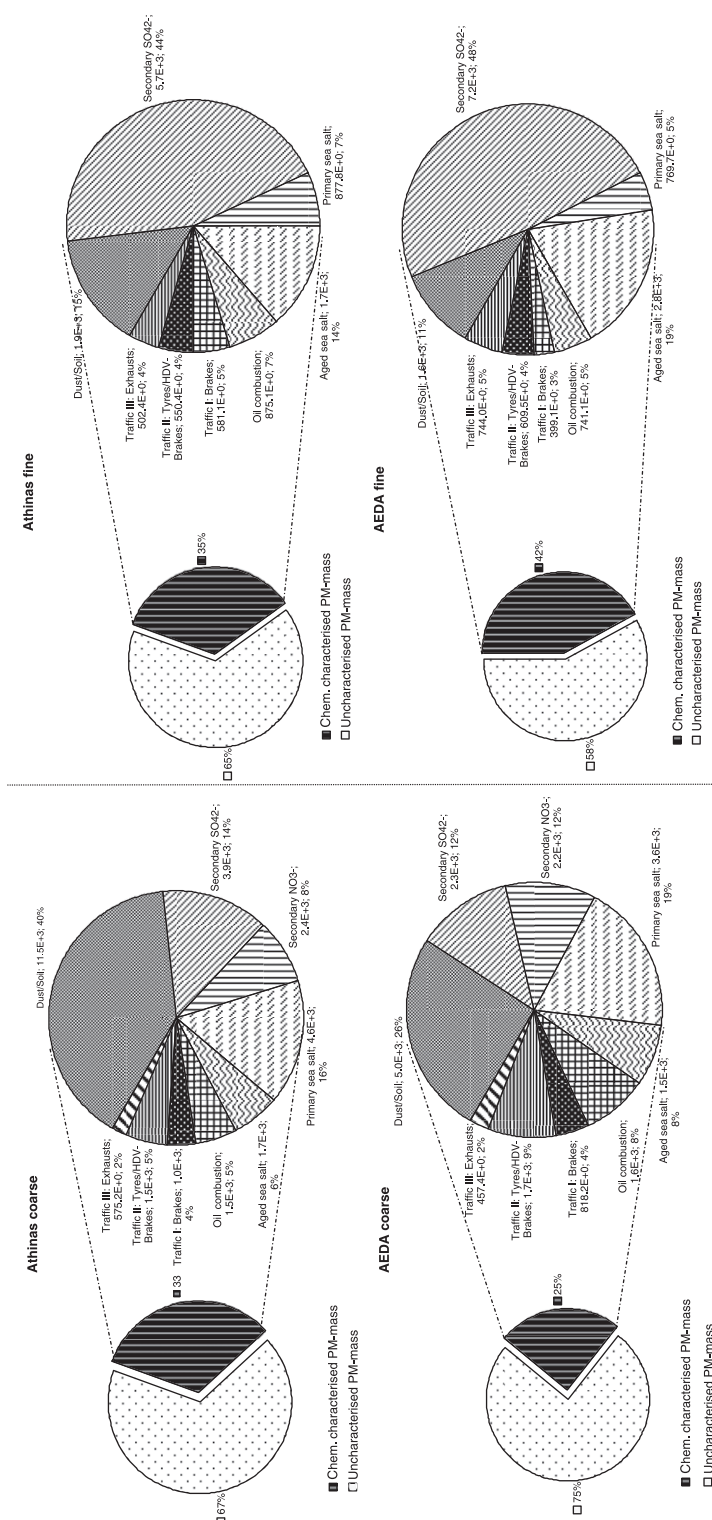 Athinas coarse
Dust/Soil; 11.5E+3; 40%
Secondary SO42-;
3.9E+3; 14%
Secondary NO3-;
2.4E+3; 8%
Primary sea salt; 4.6E+3;
16%
Aged sea salt; 1.7E+3;
6%
Oil combustion;
1.5E+3; 5%
Traffic I: Brakes; 1.0E+3;
4%
Traffic II: Tyres/HDV-
Brakes; 1.5E+3; 5%
Traffic III: Exhausts;
575.2E+0; 2%
33
67%
Chem. characterised PM-mass
Uncharacterised PM-mass
Athinas fine
Dust/Soil; 1.9E+3; 15%
Secondary SO42-;
5.7E+3; 44%
Primary sea salt;
877.8E+0; 7%
Aged sea salt; 1.7E+3;
14%
Oil combustion;
875.1E+0; 7%
Traffic I: Brakes;
581.1E+0; 5%
Traffic II: Tyres/HDV-
Brakes; 550.4E+0; 4%
Traffic III: Exhausts;
502.4E+0; 4%
35%
65%
Chem. characterised PM-mass
Uncharacterised PM-mass
AEDA coarse
Dust/Soil; 5.0E+3; 26%
Secondary SO42-;
2.3E+3; 12%
Secondary NO3-;
2.2E+3; 12%
Primary sea salt; 3.6E+3;
19%
Aged sea salt; 1.5E+3;
8%
Oil combustion;
1.6E+3; 8%
Traffic I: Brakes;
818.2E+0; 4%
Traffic II: Tyres/HDV-
Brakes; 1.7E+3; 9%
Traffic III: Exhausts;
457.4E+0; 2%
25%
75%
Chem. characterised PM-mass
Uncharacterised PM-mass
AEDA fine
Dust/Soil; 1.6E+3; 11%
Secondary SO42-;
7.2E+3; 48%
Primary sea salt;
769.7E+0; 5%
Aged sea salt; 2.8E+3;
19%
Oil combustion;
741.1E+0; 5%
Traffic I: Brakes;
399.1E+0; 3%
Traffic II: Tyres/HDV-
Brakes; 609.5E+0; 4%
Traffic III: Exhausts;
744.0E+0; 5%
42%
58%
Chem. characterised PM-mass
Uncharacterised PM-mass